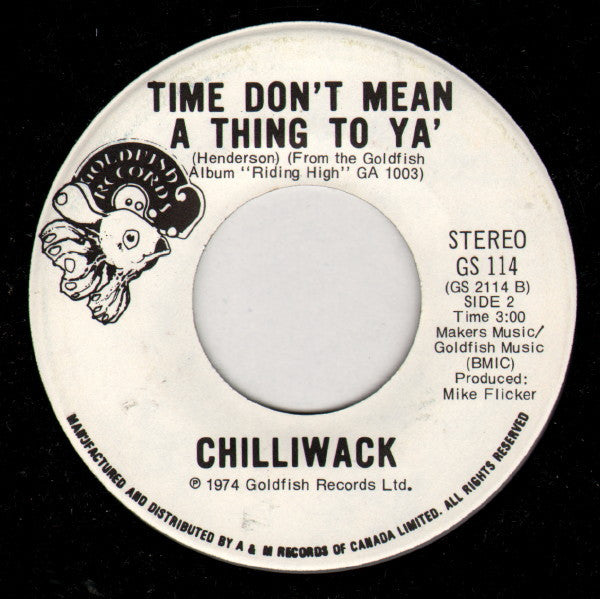 TIME DON'T MEAN
A THING TO YA'
(Henderson) (From the Goldfish
Album "Riding High" GA 1003)
GOLDFISH
RECORDS
STEREO
GS 114
(GS 2114 B)
SIDE 2
Time 3:00
Makers Music/
Goldfish Music
(BMIC)
Produced:
Mike Flicker
CHILLIWACK
℗ 1974 Goldfish Records Ltd.
MANUFACTURED AND DISTRIBUTED BY A & M RECORDS OF CANADA LIMITED. ALL RIGHTS RESERVED